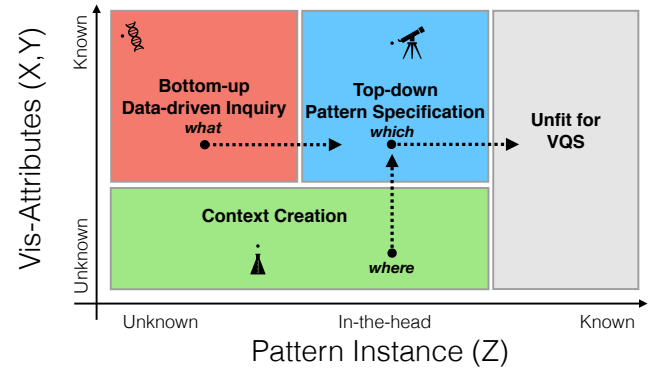 Vis-Attributes (X,Y)
Known
Unknown
Bottom-up
Data-driven Inquiry
what
Top-down
Pattern Specification
which
Unfit for
VQS
Context Creation
where
Unknown
In-the-head
Known
Pattern Instance (Z)